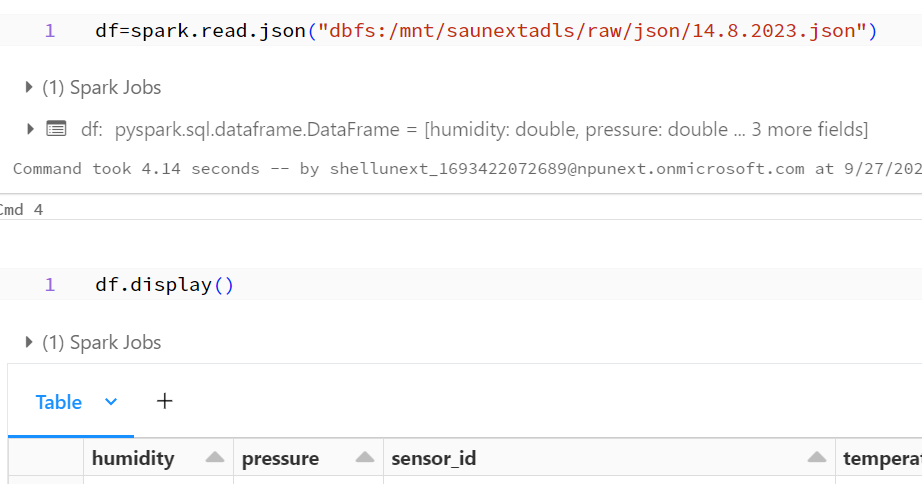 1 df=spark.read.json("dbfs:/mnt/saunextadls/raw/json/14.8.2023.json")
(1) Spark Jobs
df: pyspark.sql.dataframe.DataFrame = [humidity: double, pressure: double ... 3 more fields]
Command took 4.14 seconds -- by shellunext_1693422072689@npunext.onmicrosoft.com at 9/27/202
Cmd 4
1 df.display()
(1) Spark Jobs
Table +
humidity pressure sensor_id temperat